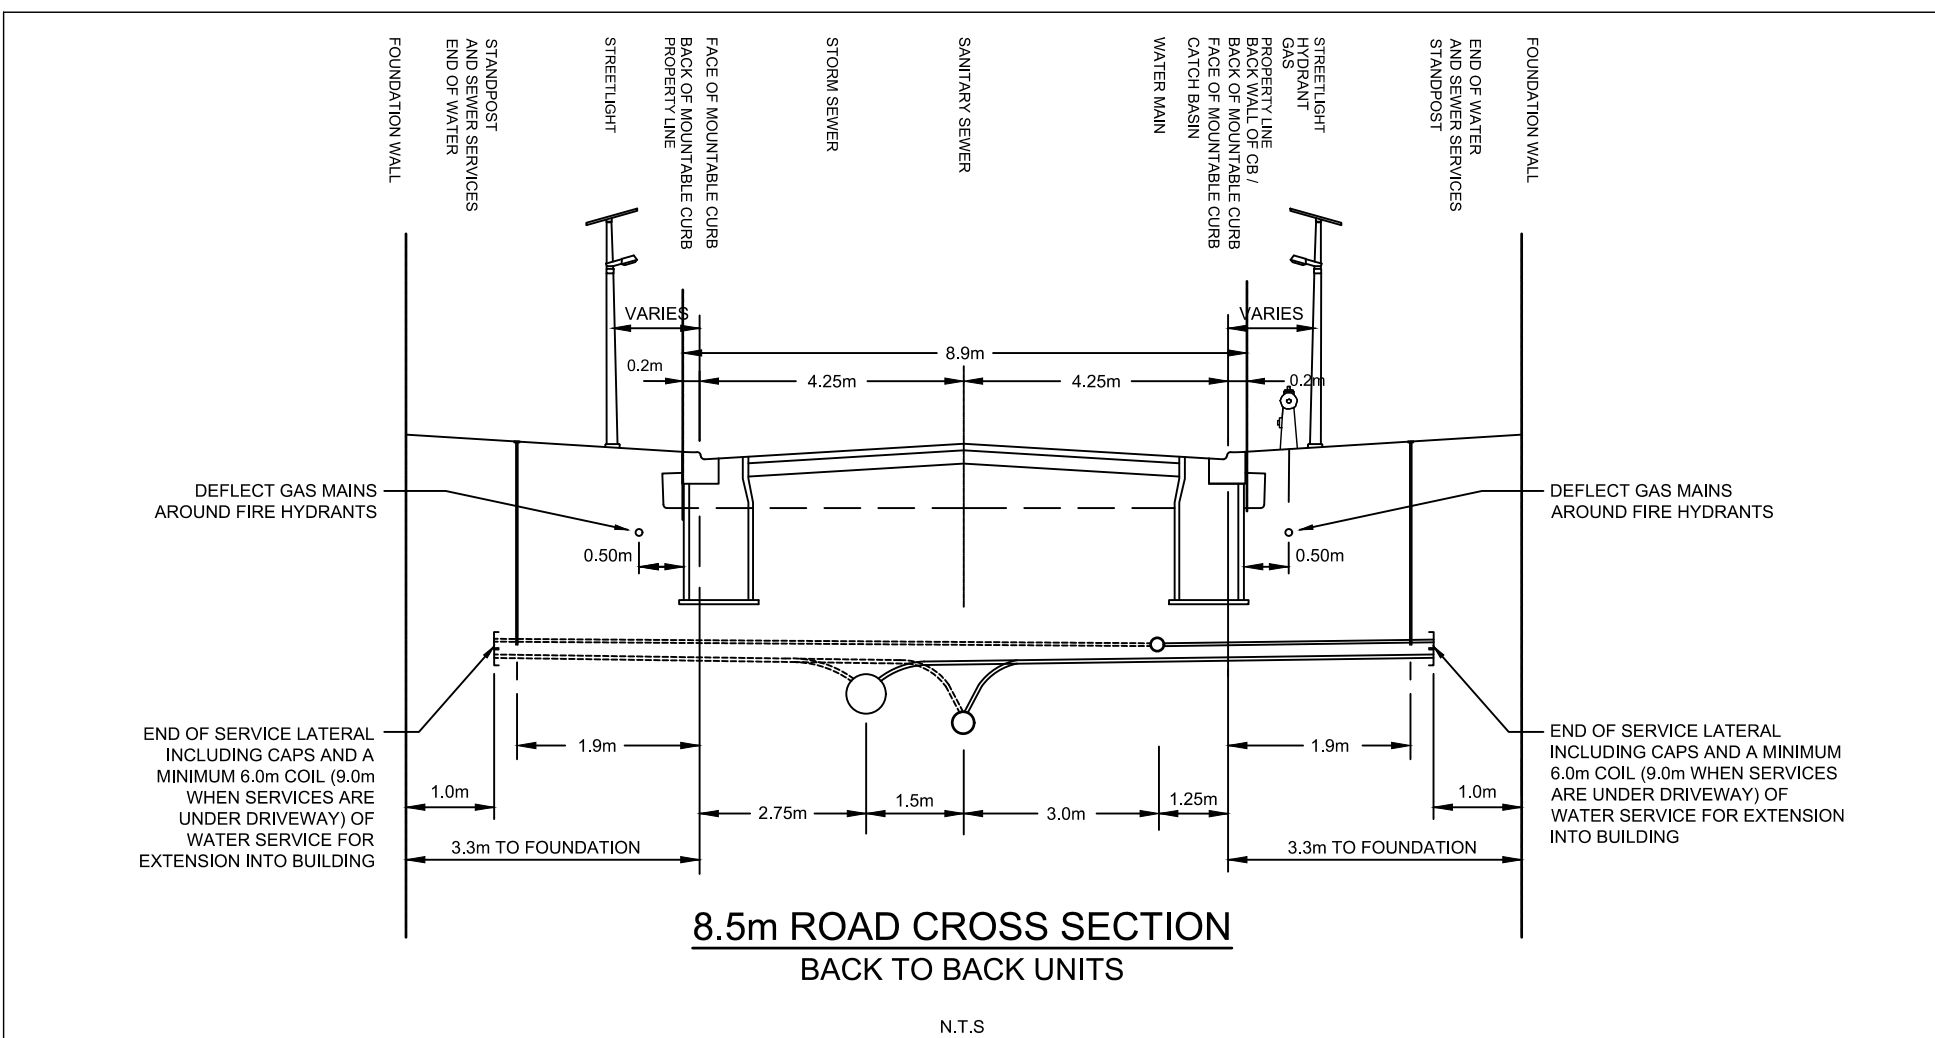 FOUNDATION WALL
STANDPOST
AND SEWER SERVICES
END OF WATER
STREETLIGHT
FACE OF MOUNTABLE CURB
BACK OF MOUNTABLE CURB
PROPERTY LINE
STORM SEWER
SANITARY SEWER
WATER MAIN
STREETLIGHT
HYDRANT
GAS
PROPERTY LINE
BACK WALL OF CB /
BACK OF MOUNTABLE CURB
FACE OF MOUNTABLE CURB
CATCH BASIN
END OF WATER
AND SEWER SERVICES
STANDPOST
FOUNDATION WALL
VARIES
VARIES
8.9m
0.2m
4.25m
4.25m
0.2m
DEFLECT GAS MAINS
AROUND FIRE HYDRANTS
DEFLECT GAS MAINS
AROUND FIRE HYDRANTS
0.50m
0.50m
END OF SERVICE LATERAL
INCLUDING CAPS AND A
MINIMUM 6.0m COIL (9.0m
WHEN SERVICES ARE
UNDER DRIVEWAY) OF
WATER SERVICE FOR
EXTENSION INTO BUILDING
1.9m
1.9m
1.0m
2.75m
1.5m
3.0m
1.25m
1.0m
END OF SERVICE LATERAL
INCLUDING CAPS AND A MINIMUM
6.0m COIL (9.0m WHEN SERVICES
ARE UNDER DRIVEWAY) OF
WATER SERVICE FOR EXTENSION
INTO BUILDING
3.3m TO FOUNDATION
3.3m TO FOUNDATION
8.5m ROAD CROSS SECTION
BACK TO BACK UNITS
N.T.S